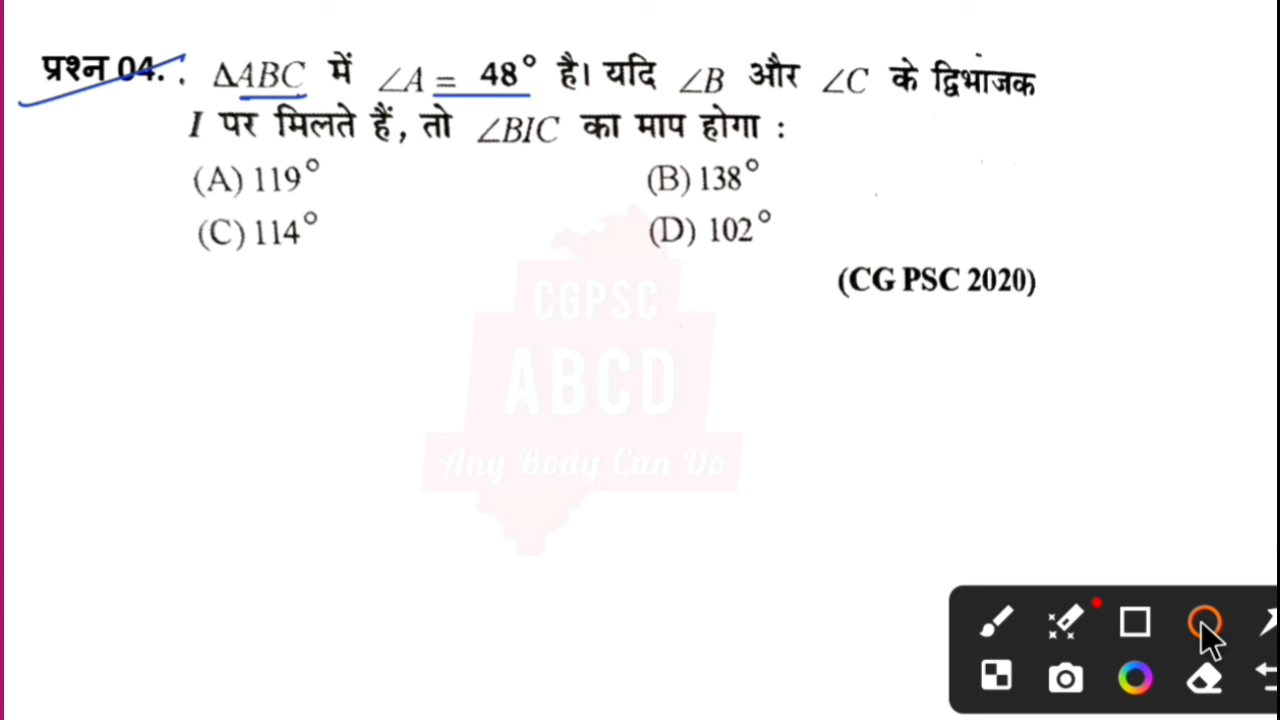 प्रश्न 04. . ΔABC में ∠A = 48° है। यदि ∠B और ∠C के द्विभाजक
I पर मिलते हैं, तो ∠BIC का माप होगा :
(A) 119° (B) 138°
(C) 114° (D) 102°
(CG PSC 2020)
CGPSC
ABCD
Any Body Can Do